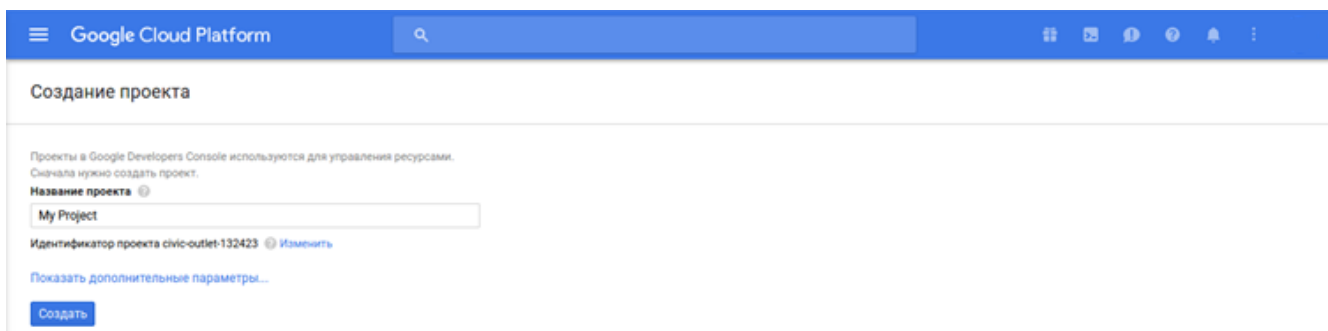 Google Cloud Platform
Создание проекта
Проекты в Google Developers Console используются для управления ресурсами.
Сначала нужно создать проект.
Название проекта
My Project
Идентификатор проекта civic-outlet-132423 Изменить
Показать дополнительные параметры...
Создать